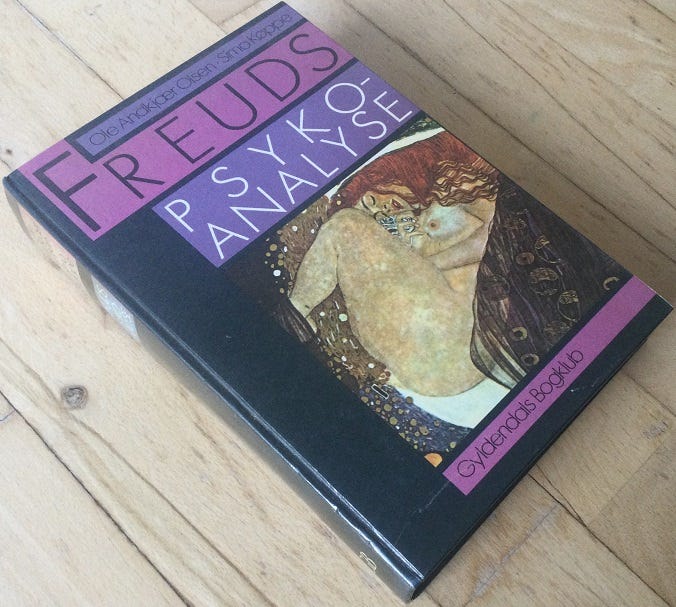 Ole Andkjær Olsen · Simo Køppe
FREUDS
PSYKO-
ANALYSE
Gyldendals Bogklub